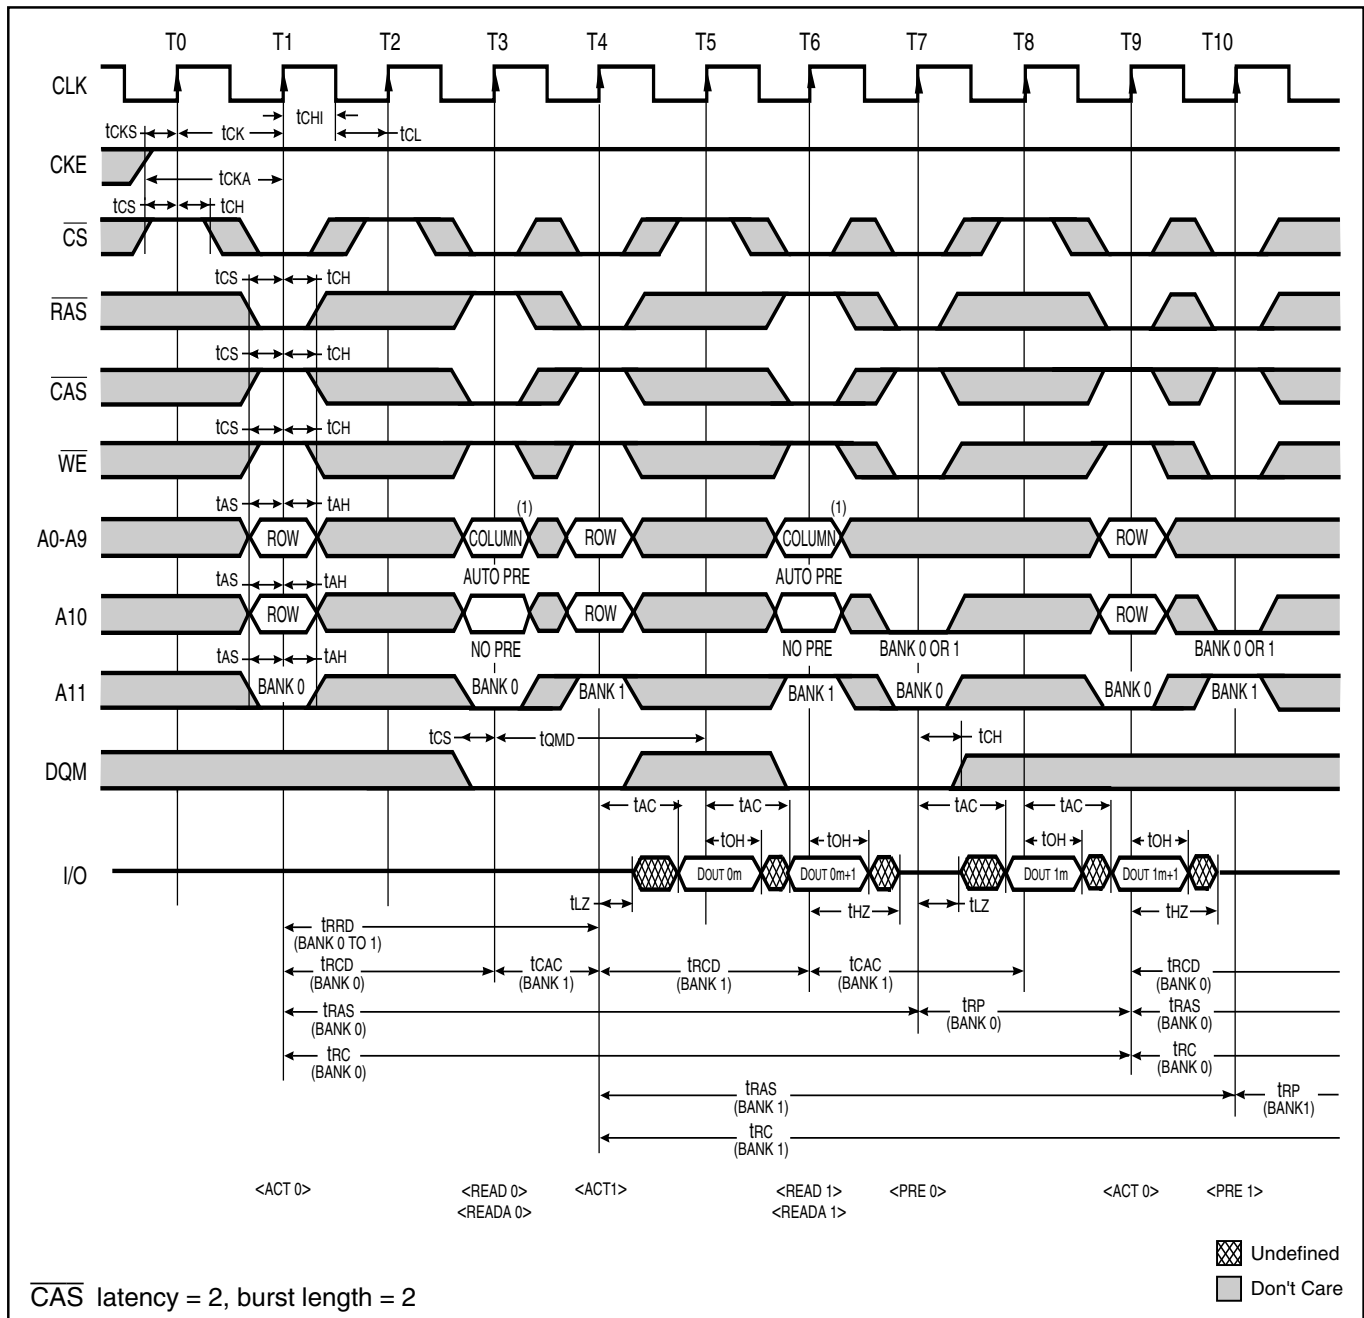 T0 T1 T2 T3 T4 T5 T6 T7 T8 T9 T10
CLK
tCHI
tCKS tCK tCL
CKE
tCKA
tCS tCH
CS
tCS tCH
RAS
tCS tCH
CAS
tCS tCH
WE
tAS tAH (1) (1)
A0-A9 ROW COLUMN ROW COLUMN ROW
AUTO PRE AUTO PRE
tAS tAH
A10 ROW ROW ROW
NO PRE NO PRE BANK 0 OR 1 BANK 0 OR 1
tAS tAH
A11 BANK 0 BANK 0 BANK 1 BANK 1 BANK 0 BANK 0 BANK 1
tCS tQMD tCH
DQM
tAC tAC tAC tAC
tOH tOH tOH tOH
I/O DOUT 0m DOUT 0m+1 DOUT 1m DOUT 1m+1
tLZ tHZ tLZ tHZ
tRRD
(BANK 0 TO 1)
tRCD tCAC tRCD tCAC tRCD
(BANK 0) (BANK 1) (BANK 1) (BANK 1) (BANK 0)
tRAS tRP tRAS
(BANK 0) (BANK 0) (BANK 0)
tRC tRC
(BANK 0) (BANK 0)
tRAS tRP
(BANK 1) (BANK1)
tRC
(BANK 1)
<ACT 0> <READ 0> <ACT1> <READ 1> <PRE 0> <ACT 0> <PRE 1>
<READA 0> <READA 1>
Undefined
Don't Care
CAS latency = 2, burst length = 2